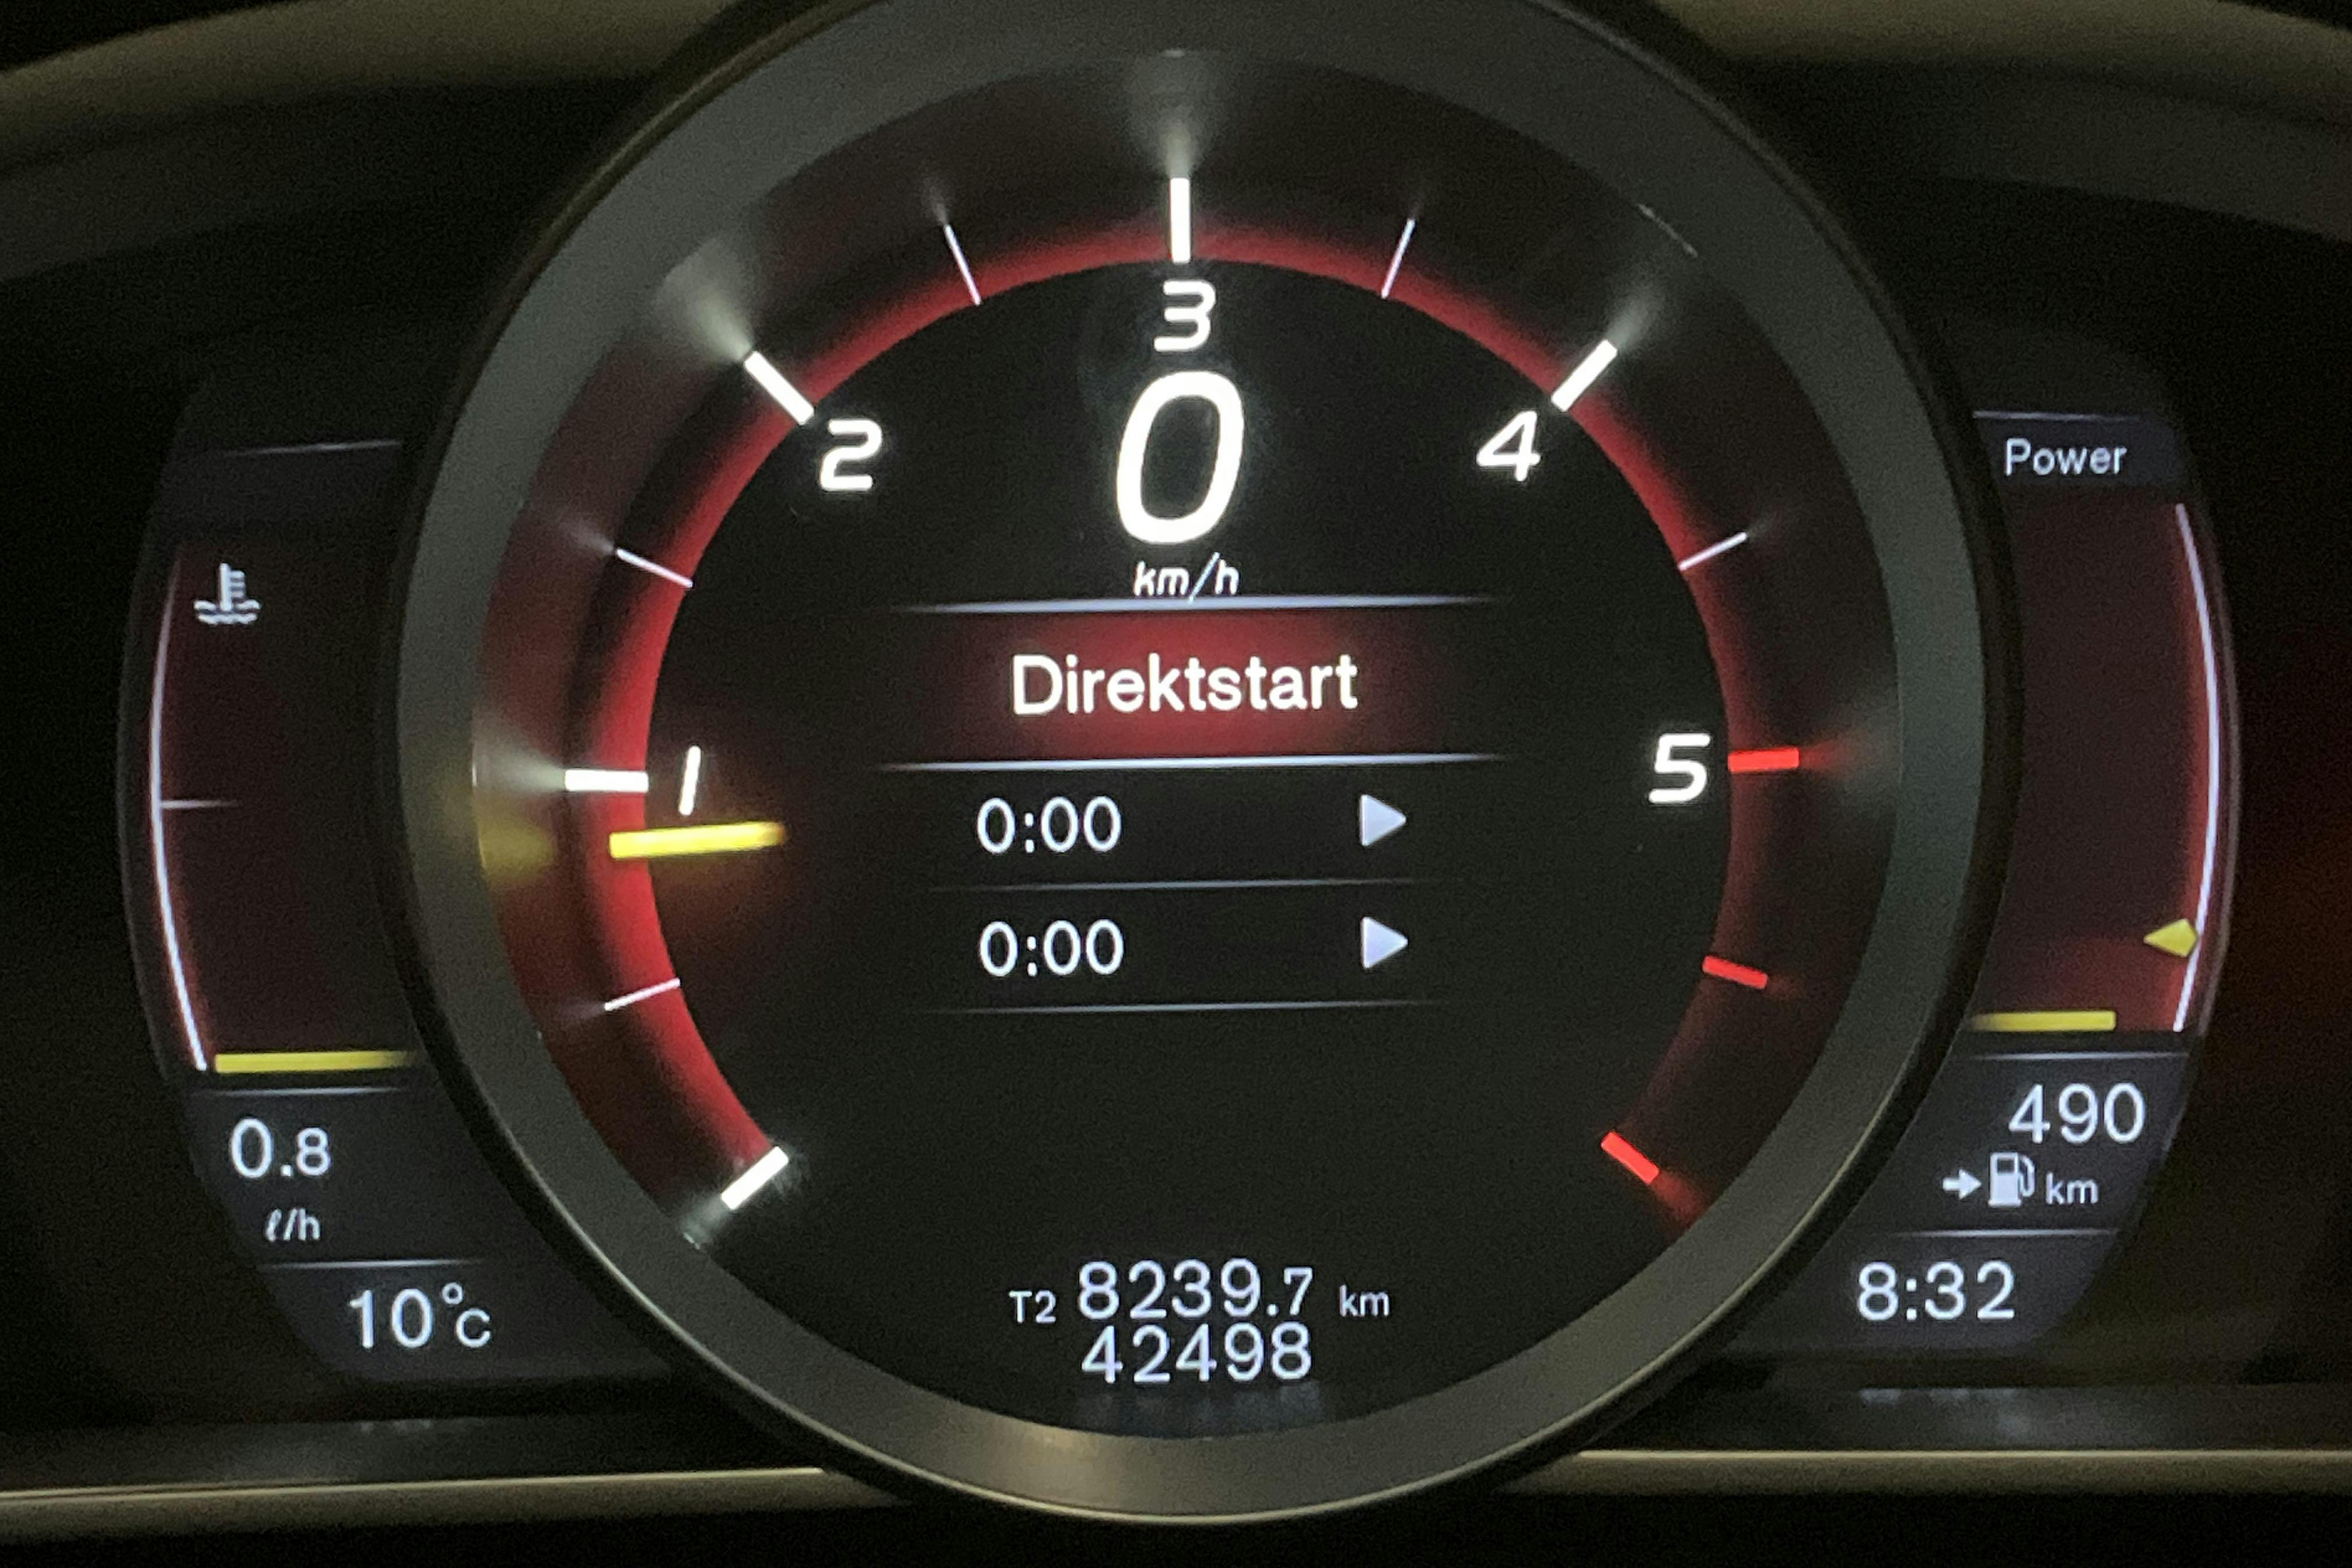 3
2
4
0
km/h
Power
Direktstart
1
5
0:00
0:00
0.8
ℓ/h
10°C
490
km
T2 8239.7 km
42498
8:32